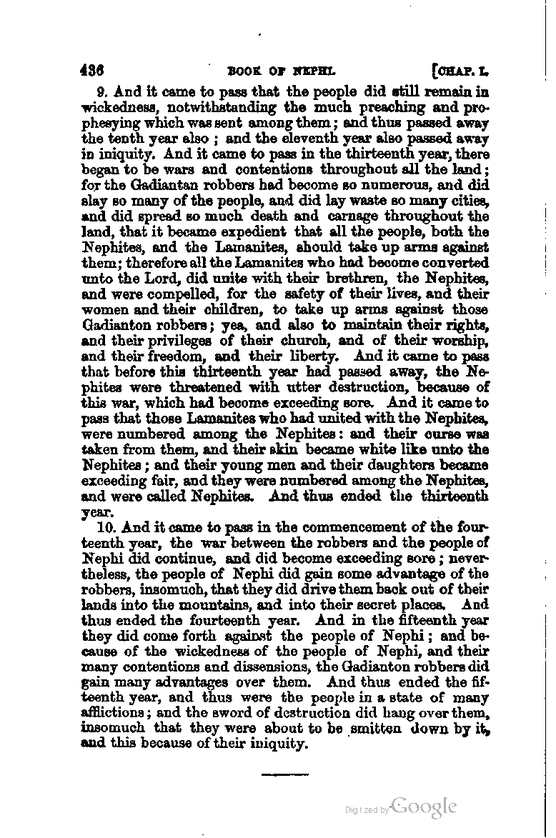 436 BOOK OF NEPHI. [CHAP. I.
9. And it came to pass that the people did still remain in
wickedness, notwithstanding the much preaching and pro-
phesying which was sent among them; and thus passed away
the tenth year also; and the eleventh year also passed away
in iniquity. And it came to pass in the thirteenth year, there
began to be wars and contentions throughout all the land;
for the Gadiantan robbers had become so numerous, and did
slay so many of the people, and did lay waste so many cities,
and did spread so much death and carnage throughout the
land, that it became expedient that all the people, both the
Nephites, and the Lamanites, should take up arms against
them; therefore all the Lamanites who had become converted
unto the Lord, did unite with their brethren, the Nephites,
and were compelled, for the safety of their lives, and their
women and their children, to take up arms against those
Gadianton robbers; yea, and also to maintain their rights,
and their privileges of their church, and of their worship,
and their freedom, and their liberty. And it came to pass
that before this thirteenth year had passed away, the Ne-
phites were threatened with utter destruction, because of
this war, which had become exceeding sore. And it came to
pass that those Lamanites who had united with the Nephites,
were numbered among the Nephites: and their curse was
taken from them, and their skin became white like unto the
Nephites; and their young men and their daughters became
exceeding fair, and they were numbered among the Nephites,
and were called Nephites. And thus ended the thirteenth
year.
10. And it came to pass in the commencement of the four-
teenth year, the war between the robbers and the people of
Nephi did continue, and did become exceeding sore; never-
theless, the people of Nephi did gain some advantage of the
robbers, insomuch, that they did drive them back out of their
lands into the mountains, and into their secret places. And
thus ended the fourteenth year. And in the fifteenth year
they did come forth against the people of Nephi; and be-
cause of the wickedness of the people of Nephi, and their
many contentions and dissensions, the Gadianton robbers did
gain many advantages over them. And thus ended the fif-
teenth year, and thus were the people in a state of many
afflictions; and the sword of destruction did hang over them,
insomuch that they were about to be smitten down by it,
and this because of their iniquity.
Digitized by Google